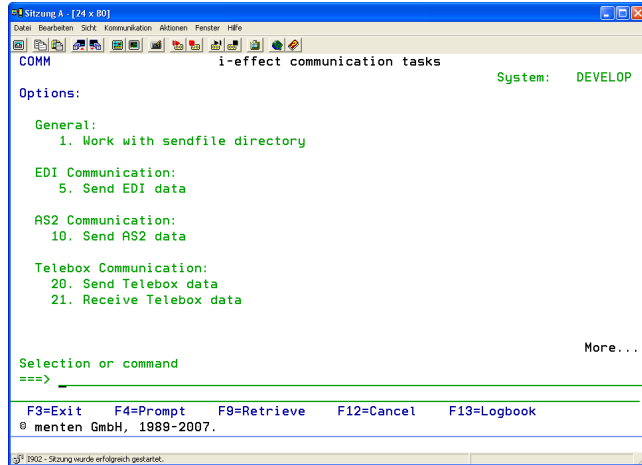 Sitzung A - [24 x 80]
Datei Bearbeiten Sicht Kommunikation Aktionen Fenster Hilfe
COMM i-effect communication tasks
System: DEVELOP
Options:
General:
1. Work with sendfile directory
EDI Communication:
5. Send EDI data
AS2 Communication:
10. Send AS2 data
Telebox Communication:
20. Send Telebox data
21. Receive Telebox data
More...
Selection or command
===>
F3=Exit F4=Prompt F9=Retrieve F12=Cancel F13=Logbook
© menten GmbH, 1989-2007.
I902 - Sitzung wurde erfolgreich gestartet.